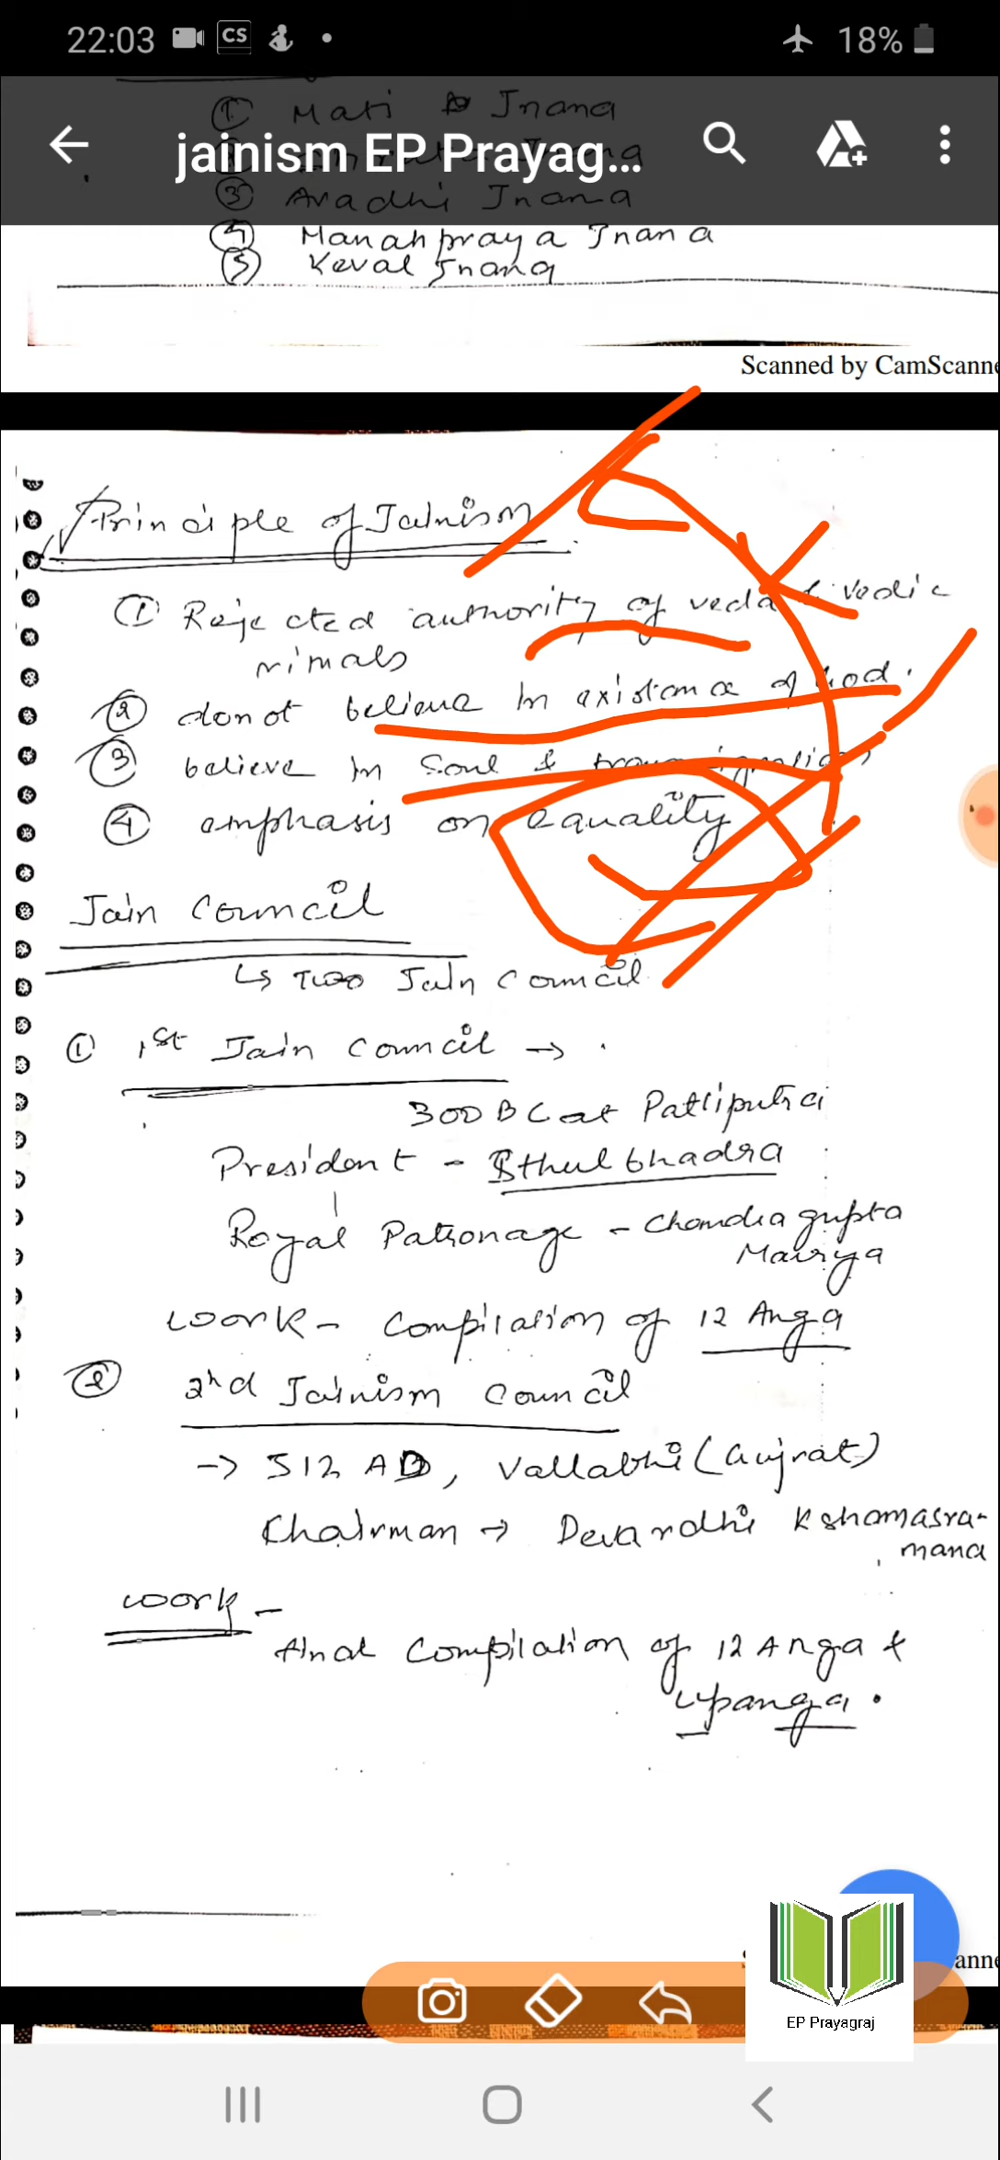 22:03 CS 18%
① Mati Jnana
jainism EP Prayag...
③ Avadhi Jnana
④ Manahpraya Jnana
⑤ Keval Jnana
Scanned by CamScanne
Principle of Jainism
① Rejected authority of veda & vedic
rimals
② donot believe in existence of God.
③ believe in Soul & transmigration
④ emphasis on equality
Jain Council
↳ Two Jain Council
① 1st Jain Council →
300 BC at Patliputra
President - Sthulbhadra
Royal Patronage - Chandragupta
Maurya
Work - Compilation of 12 Anga
② 2nd Jainism Council
→ 512 AD, Vallabhi (Gujrat)
Chairman → Devardhi Kshamasra-
mana
Work -
final Compilation of 12 Anga &
Upanga.
anne
EP Prayagraj